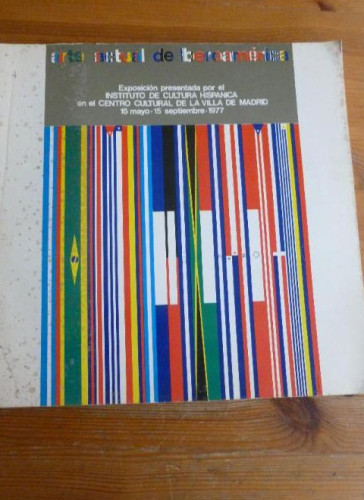 arte actual de iberoamérica
Exposición presentada por el
INSTITUTO DE CULTURA HISPANICA
en el CENTRO CULTURAL DE LA VILLA DE MADRID
15 mayo-15 septiembre-1977